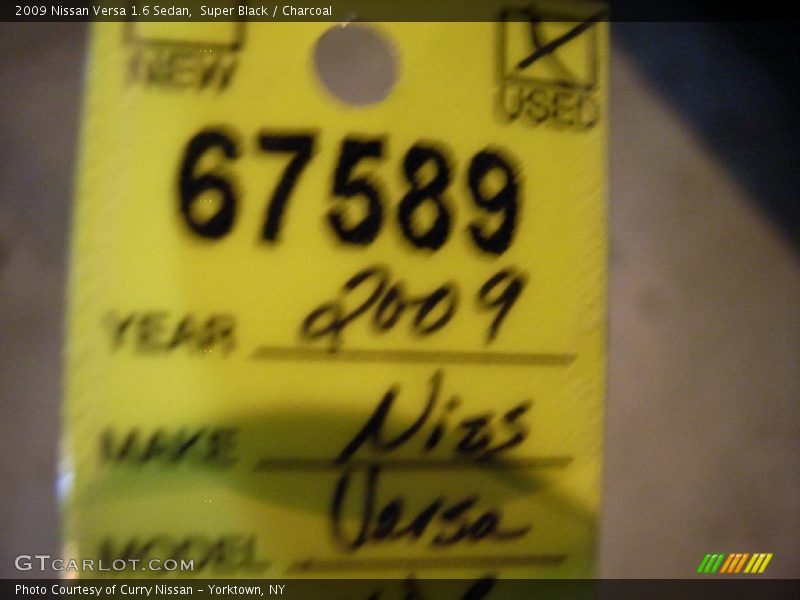 2009 Nissan Versa 1.6 Sedan, Super Black / Charcoal
NEW USED
67589
YEAR 2009
MAKE Niss
MODEL Versa
GTCARLOT.COM
Photo Courtesy of Curry Nissan - Yorktown, NY